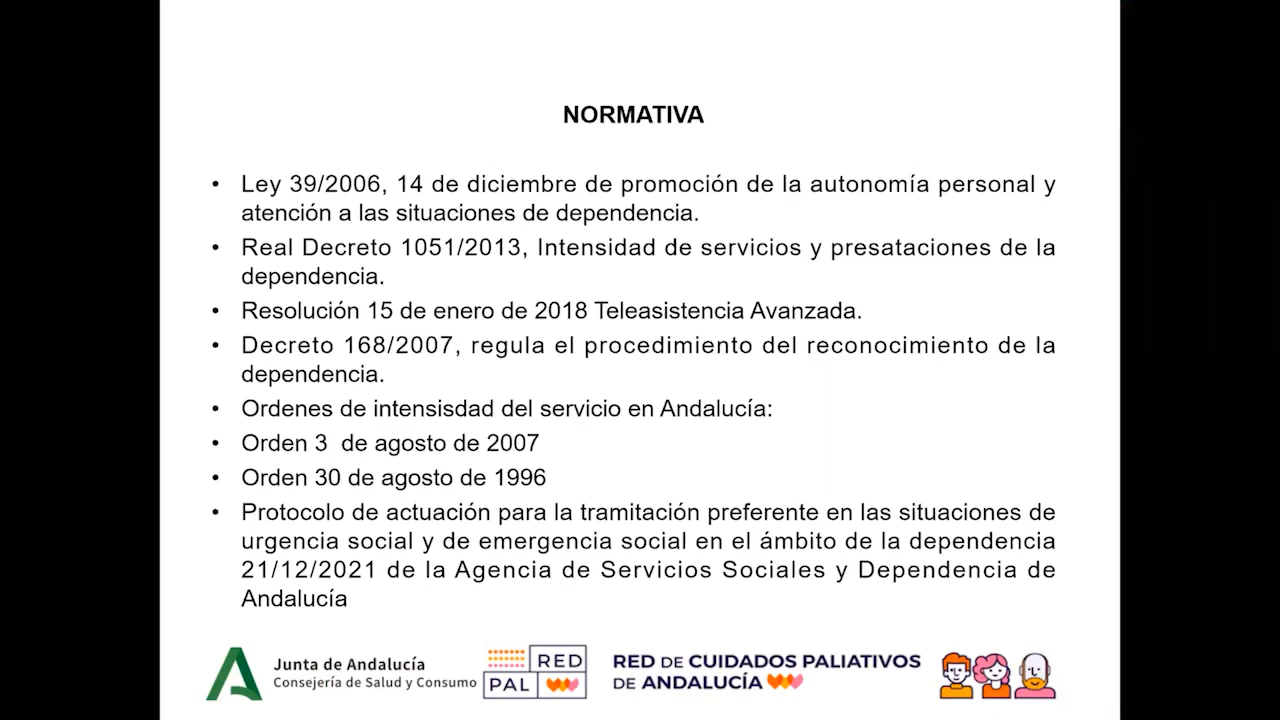 NORMATIVA
• Ley 39/2006, 14 de diciembre de promoción de la autonomía personal y
atención a las situaciones de dependencia.
• Real Decreto 1051/2013, Intensidad de servicios y presataciones de la
dependencia.
• Resolución 15 de enero de 2018 Teleasistencia Avanzada.
• Decreto 168/2007, regula el procedimiento del reconocimiento de la
dependencia.
• Ordenes de intensisdad del servicio en Andalucía:
• Orden 3  de agosto de 2007
• Orden 30 de agosto de 1996
• Protocolo de actuación para la tramitación preferente en las situaciones de
urgencia social y de emergencia social en el ámbito de la dependencia
21/12/2021 de la Agencia de Servicios Sociales y Dependencia de
Andalucía
Junta de Andalucía
Consejería de Salud y Consumo
RED
PAL
RED DE CUIDADOS PALIATIVOS
DE ANDALUCÍA